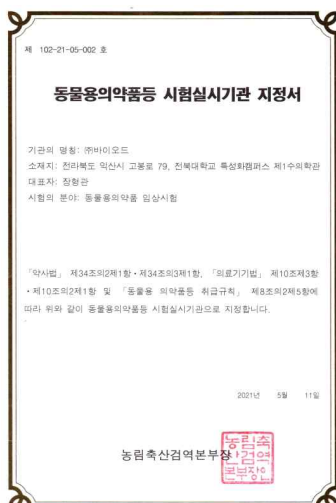 제 102-21-05-002 호
동물용의약품등 시험실시기관 지정서
기관의 명칭: ㈜바이오드
소재지: 전라북도 익산시 고봉로 79, 전북대학교 특성화캠퍼스 제1수의학관
대표자: 장형관
시험의 분야: 동물용의약품 임상시험
「약사법」 제34조의2제1항・제34조의3제1항, 「의료기기법」 제10조제3항
・제10조의2제1항 및 「동물용 의약품등 취급규칙」 제8조의2제5항에
따라 위와 같이 동물용의약품등 시험실시기관으로 지정합니다.
2021년 5월 11일
농림축산검역본부장
농림축
산검역
본부장인